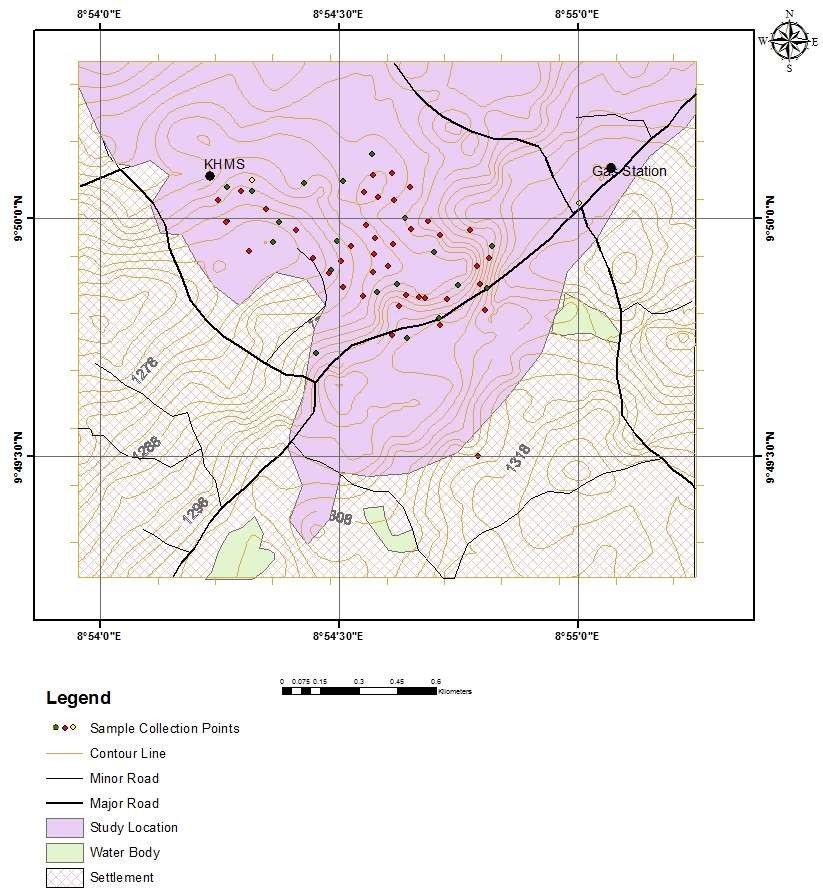 8°54'0"E 8°54'30"E 8°55'0"E
N
W E
S
KHMS
Gas Station
9°50'0"N 9°50'0"N
1278
1288
9°49'30"N 9°49'30"N
1318
1298
308
8°54'0"E 8°54'30"E 8°55'0"E
0 0.075 0.15 0.3 0.45 0.6
Kilometers
Legend
Sample Collection Points
Contour Line
Minor Road
Major Road
Study Location
Water Body
Settlement